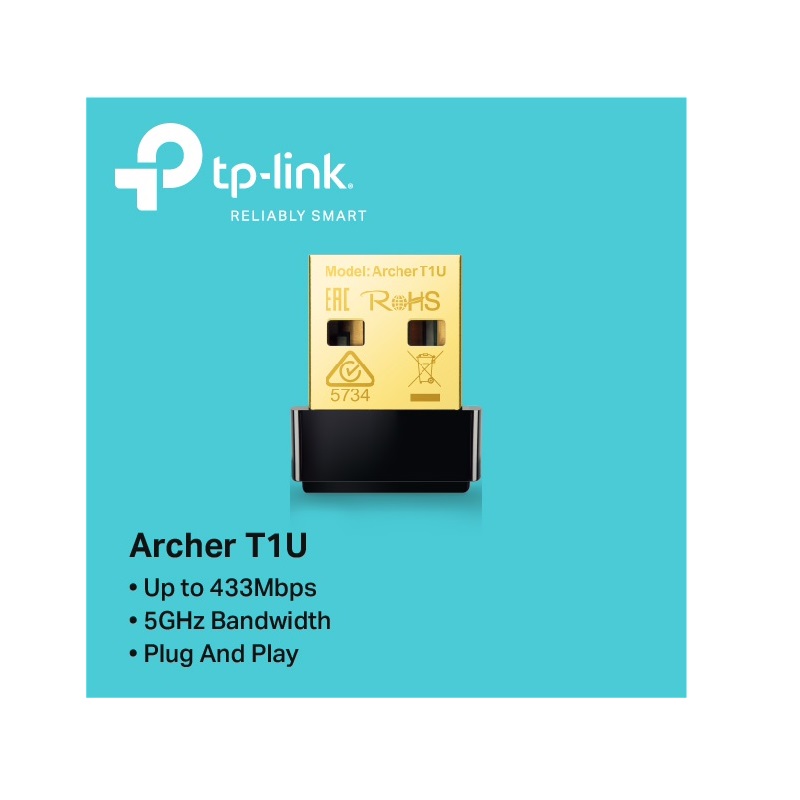 tp-link
RELIABLY SMART
Model: Archer T1U
EAC RoHS
5734
Archer T1U
• Up to 433Mbps
• 5GHz Bandwidth
• Plug And Play